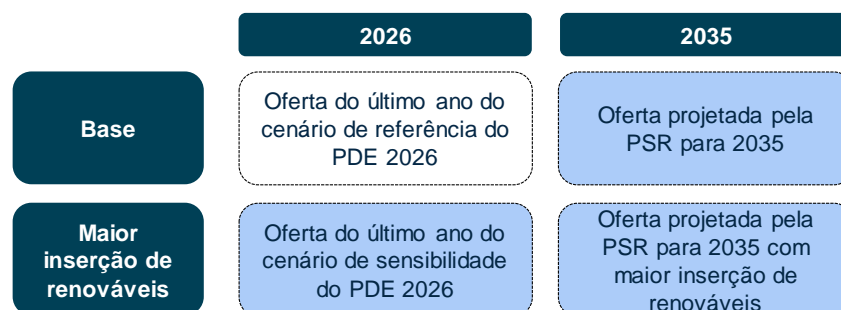 2026
2035
Base
Oferta do último ano do
cenário de referência do
PDE 2026
Oferta projetada pela
PSR para 2035
Maior
inserção de
renováveis
Oferta do último ano do
cenário de sensibilidade
do PDE 2026
Oferta projetada pela
PSR para 2035 com
maior inserção de
renováveis